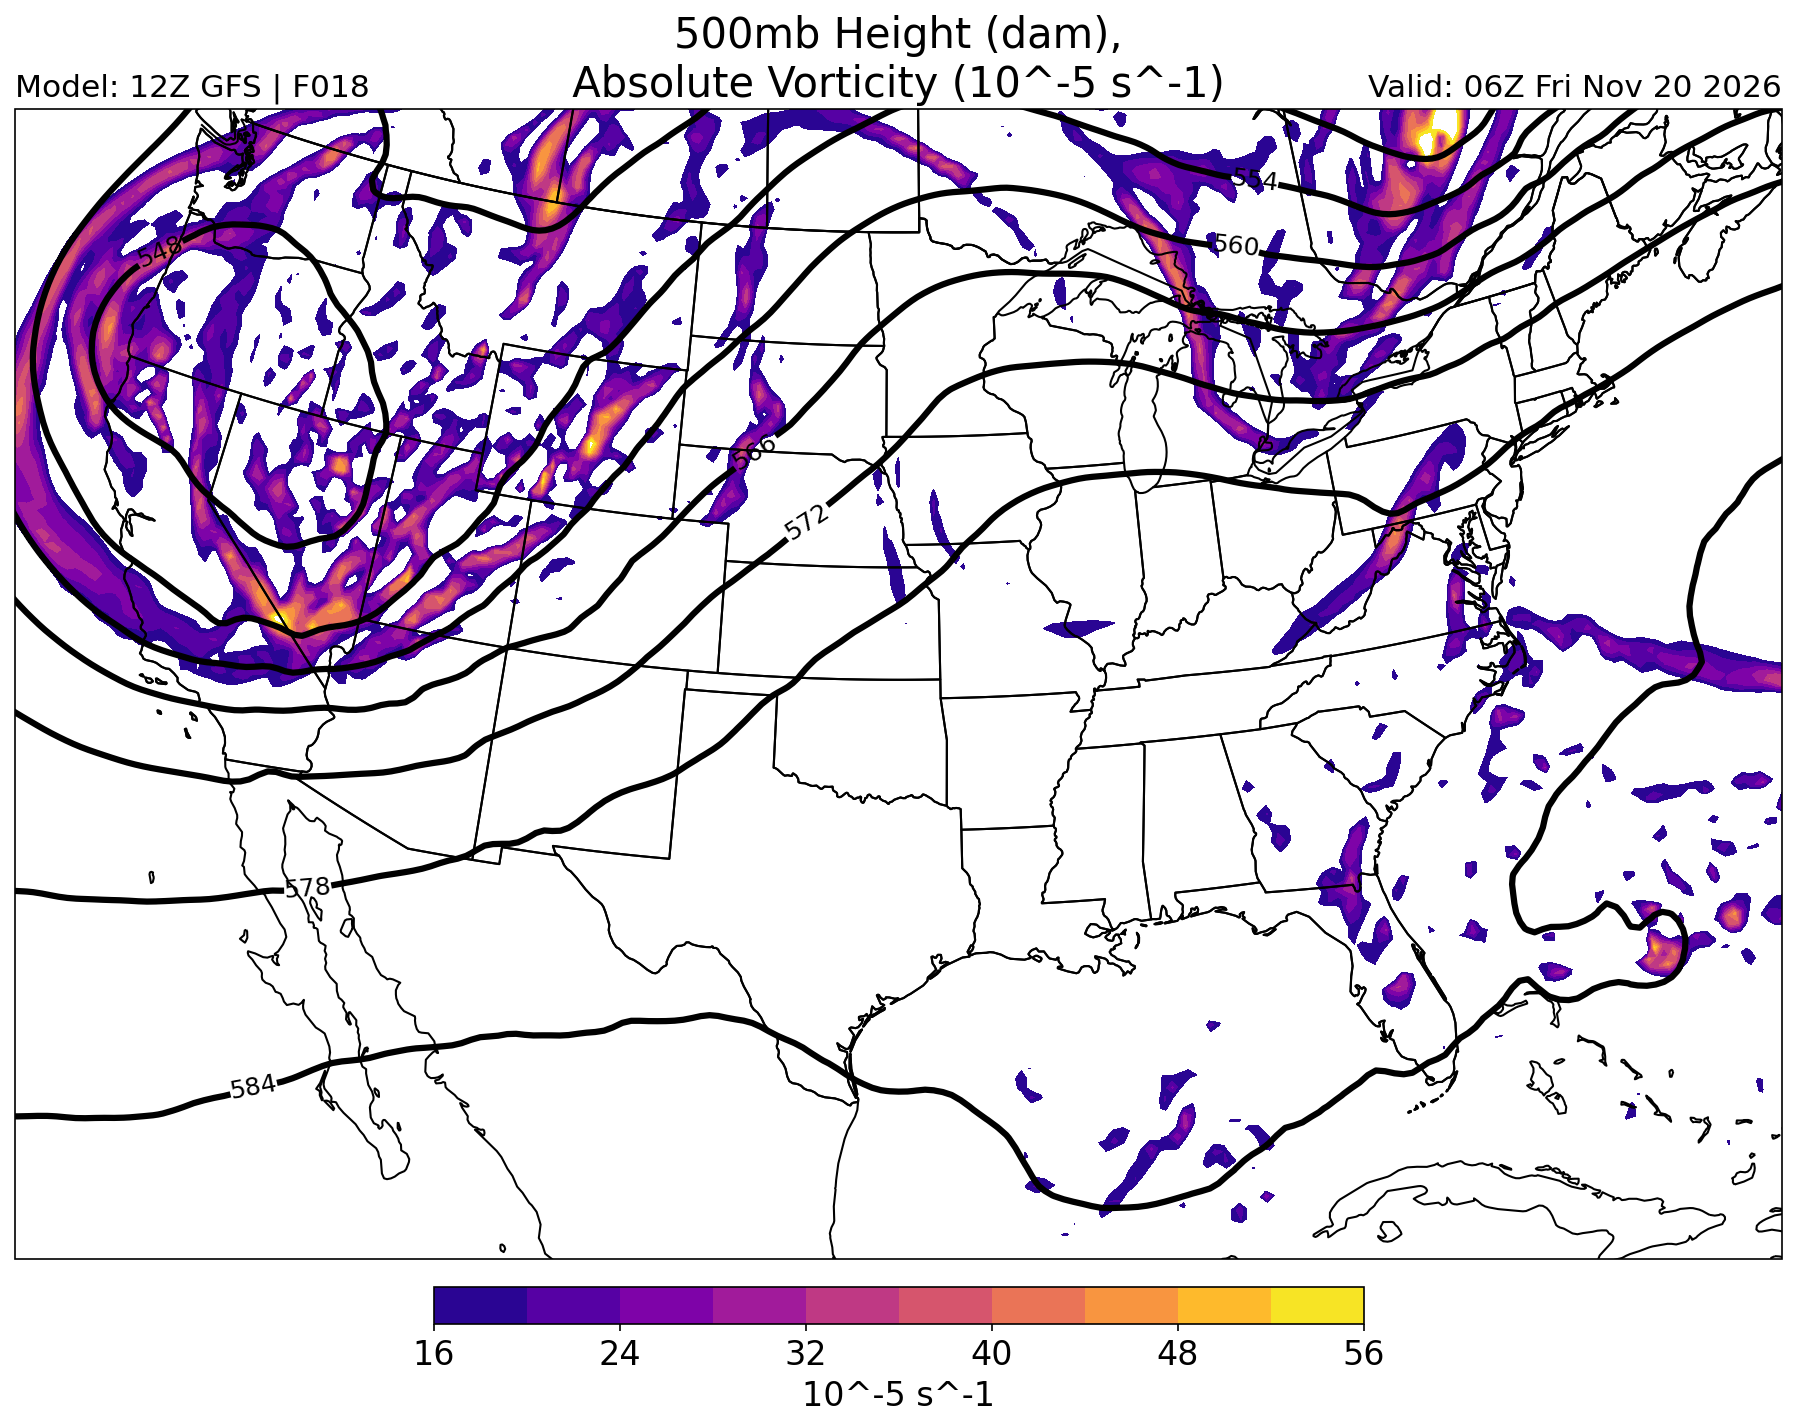 500mb Height (dam),
Absolute Vorticity (10^-5 s^-1)
Model: 12Z GFS | F018
Valid: 06Z Fri Nov 20 2026
554
560
548
566
572
578
584
16 24 32 40 48 56
10^-5 s^-1